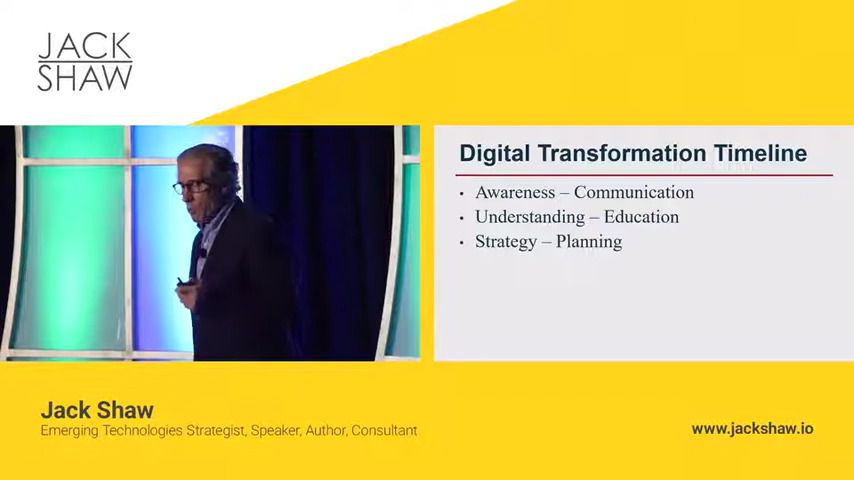 JACK
SHAW
Digital Transformation Timeline
• Awareness – Communication
• Understanding – Education
• Strategy – Planning
Jack Shaw
Emerging Technologies Strategist, Speaker, Author, Consultant
www.jackshaw.io